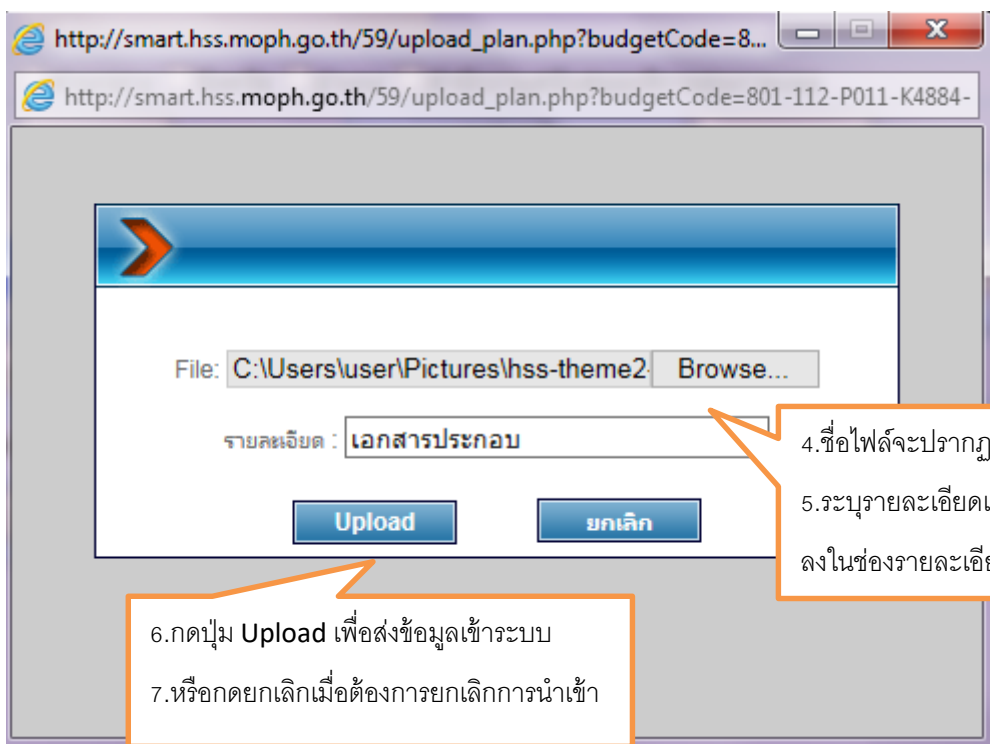 http://smart.hss.moph.go.th/59/upload_plan.php?budgetCode=8...
http://smart.hss.moph.go.th/59/upload_plan.php?budgetCode=801-112-P011-K4884-
File: C:\Users\user\Pictures\hss-theme2- Browse...
รายละเอียด : เอกสารประกอบ
Upload ยกเลิก
4.ชื่อไฟล์จะปรากฏ
5.ระบุรายละเอียดเ
ลงในช่องรายละเอีย
6.กดปุ่ม Upload เพื่อส่งข้อมูลเข้าระบบ
7.หรือกดยกเลิกเมื่อต้องการยกเลิกการนำเข้า